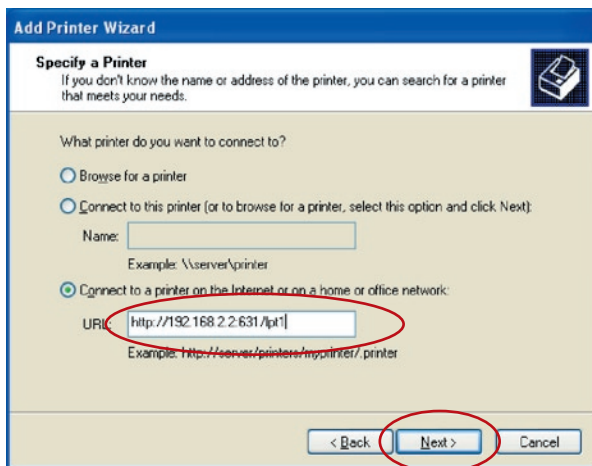 Add Printer Wizard
Specify a Printer
If you don't know the name or address of the printer, you can search for a printer
that meets your needs.
What printer do you want to connect to?
Browse for a printer
Connect to this printer (or to browse for a printer, select this option and click Next):
Name:
Example: \\server\printer
Connect to a printer on the Internet or on a home or office network:
URL: http://192.168.2.2:631/lpt1
Example: http://server/printers/myprinter/.printer
< Back Next > Cancel